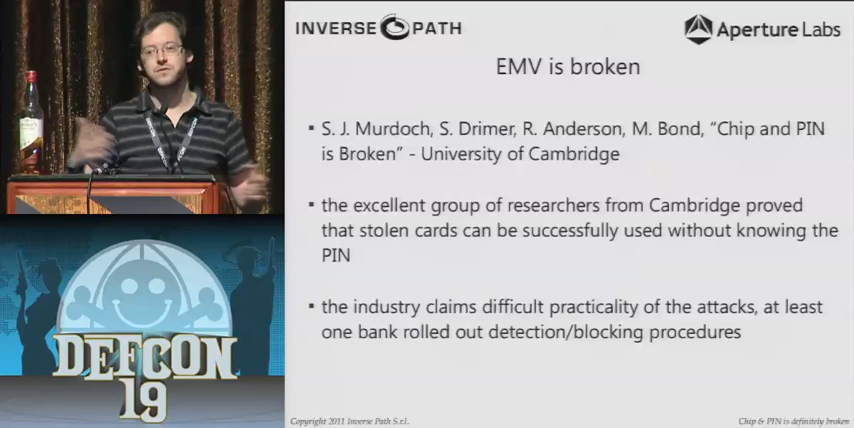 INVERSE PATH
Aperture Labs
EMV is broken
▪ S. J. Murdoch, S. Drimer, R. Anderson, M. Bond, “Chip and PIN
is Broken” - University of Cambridge
▪ the excellent group of researchers from Cambridge proved
that stolen cards can be successfully used without knowing the
PIN
▪ the industry claims difficult practicality of the attacks, at least
one bank rolled out detection/blocking procedures
DEFCON
19
Copyright 2011 Inverse Path S.r.l.
Chip & PIN is definitely broken